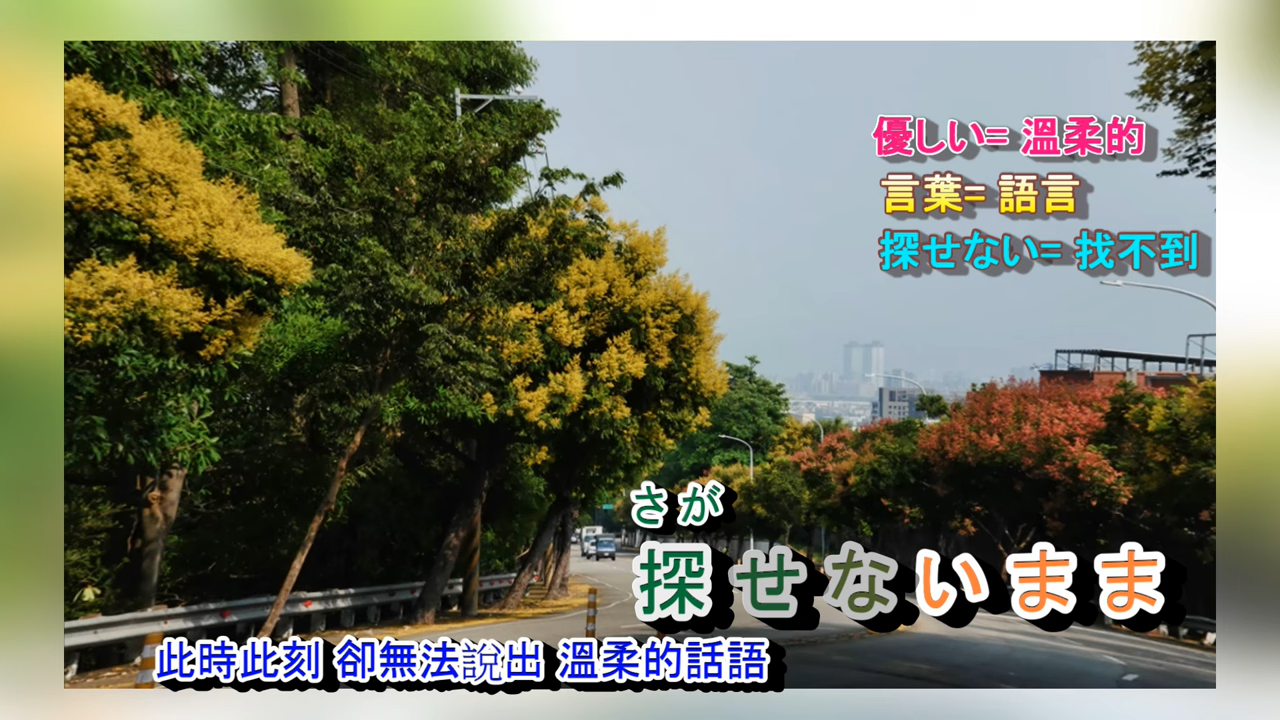 優しい= 溫柔的
言葉= 語言
探せない= 找不到
さが
探せないまま
此時此刻 卻無法說出 溫柔的話語